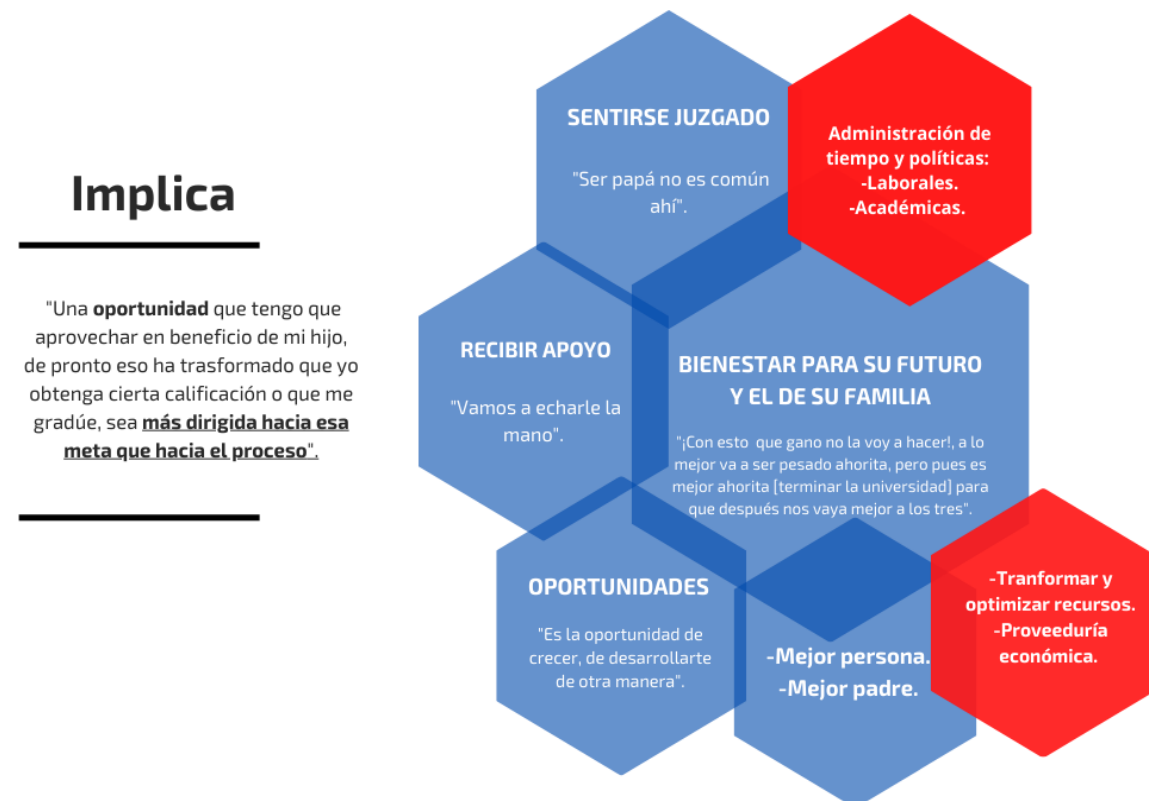 Implica
"Una oportunidad que tengo que
aprovechar en beneficio de mi hijo,
de pronto eso ha trasformado que yo
obtenga cierta calificación o que me
gradúe, sea más dirigida hacia esa
meta que hacia el proceso".
SENTIRSE JUZGADO
"Ser papá no es común
ahí".
Administración de
tiempo y políticas:
-Laborales.
-Académicas.
RECIBIR APOYO
"Vamos a echarle la
mano".
BIENESTAR PARA SU FUTURO
Y EL DE SU FAMILIA
"¡Con esto que gano no la voy a hacer!, a lo
mejor va a ser pesado ahorita, pero pues es
mejor ahorita [terminar la universidad] para
que después nos vaya mejor a los tres".
OPORTUNIDADES
"Es la oportunidad de
crecer, de desarrollarte
de otra manera".
-Mejor persona.
-Mejor padre.
-Tranformar y
optimizar recursos.
-Proveeduría
económica.